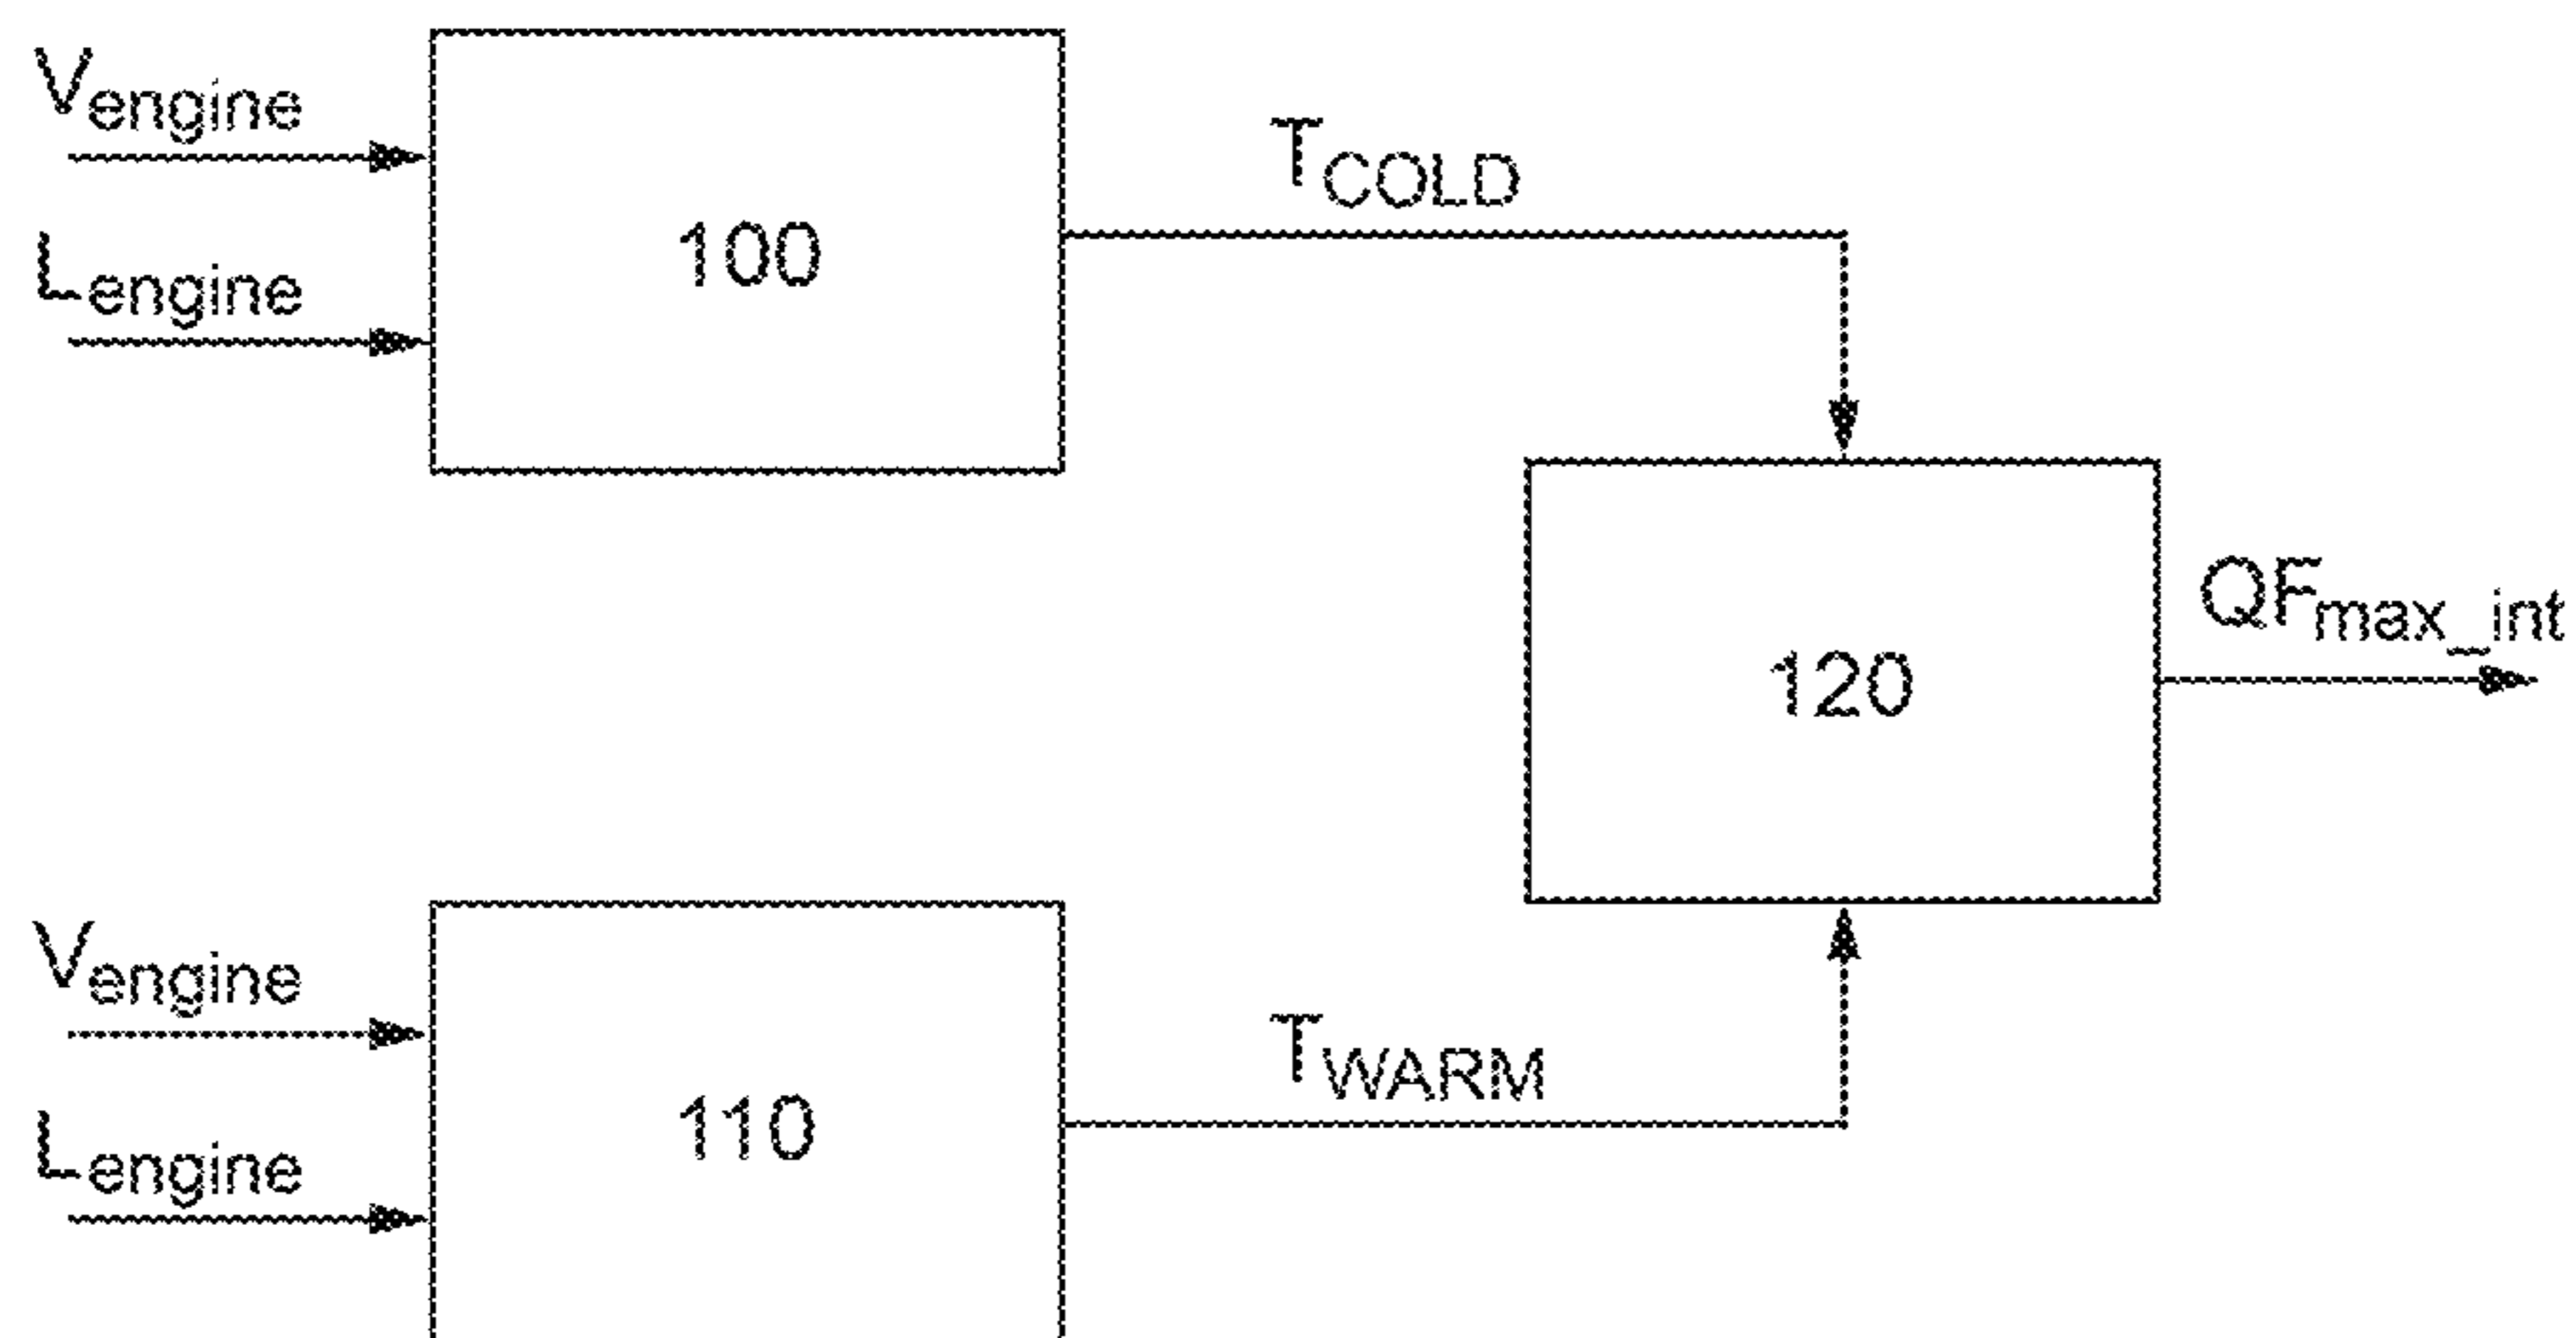 Vengine
Lengine
100
TCOLD
120
QFmax_int
Vengine
Lengine
110
TWARM